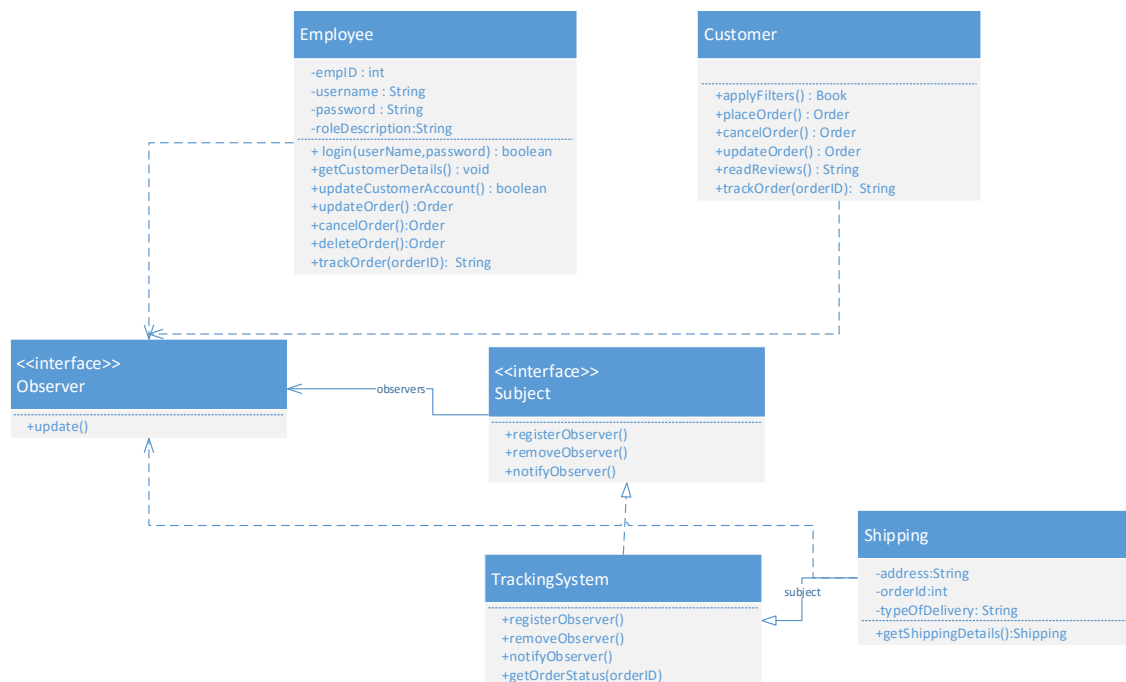 Employee
-empID : int
-username : String
-password : String
-roleDescription:String
+ login(userName,password) : boolean
+getCustomerDetails() : void
+updateCustomerAccount() : boolean
+updateOrder() :Order
+cancelOrder():Order
+deleteOrder():Order
+trackOrder(orderID):  String
Customer
+applyFilters() : Book
+placeOrder() : Order
+cancelOrder() : Order
+updateOrder() : Order
+readReviews() : String
+trackOrder(orderID):  String
<<interface>>
Observer
+update()
observers
<<interface>>
Subject
+registerObserver()
+removeObserver()
+notifyObserver()
TrackingSystem
+registerObserver()
+removeObserver()
+notifyObserver()
+getOrderStatus(orderID)
subject
Shipping
-address:String
-orderId:int
-typeOfDelivery: String
+getShippingDetails():Shipping